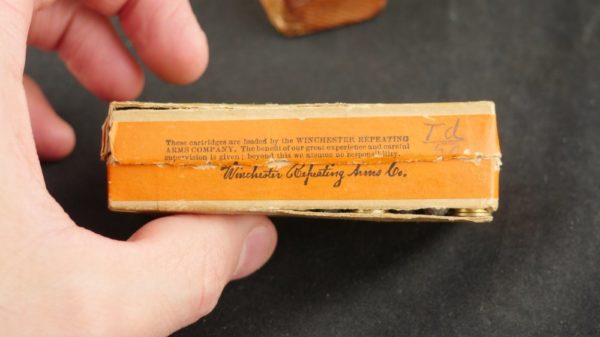 These cartridges are loaded by the WINCHESTER REPEATING
ARMS COMPANY. The benefit of our great experience and careful
supervision is given; beyond this we assume no responsibility.
Winchester Repeating Arms Co.